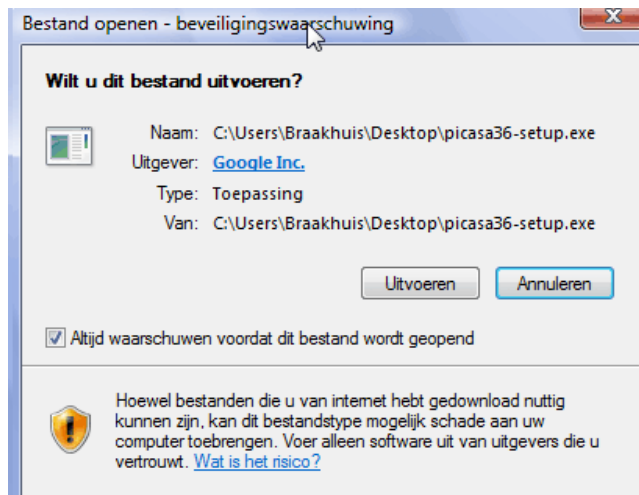 Bestand openen - beveiligingswaarschuwing
Wilt u dit bestand uitvoeren?
Naam: C:\Users\Braakhuis\Desktop\picasa36-setup.exe
Uitgever: Google Inc.
Type: Toepassing
Van: C:\Users\Braakhuis\Desktop\picasa36-setup.exe
Uitvoeren Annuleren
Altijd waarschuwen voordat dit bestand wordt geopend
Hoewel bestanden die u van internet hebt gedownload nuttig
kunnen zijn, kan dit bestandstype mogelijk schade aan uw
computer toebrengen. Voer alleen software uit van uitgevers die u
vertrouwt. Wat is het risico?